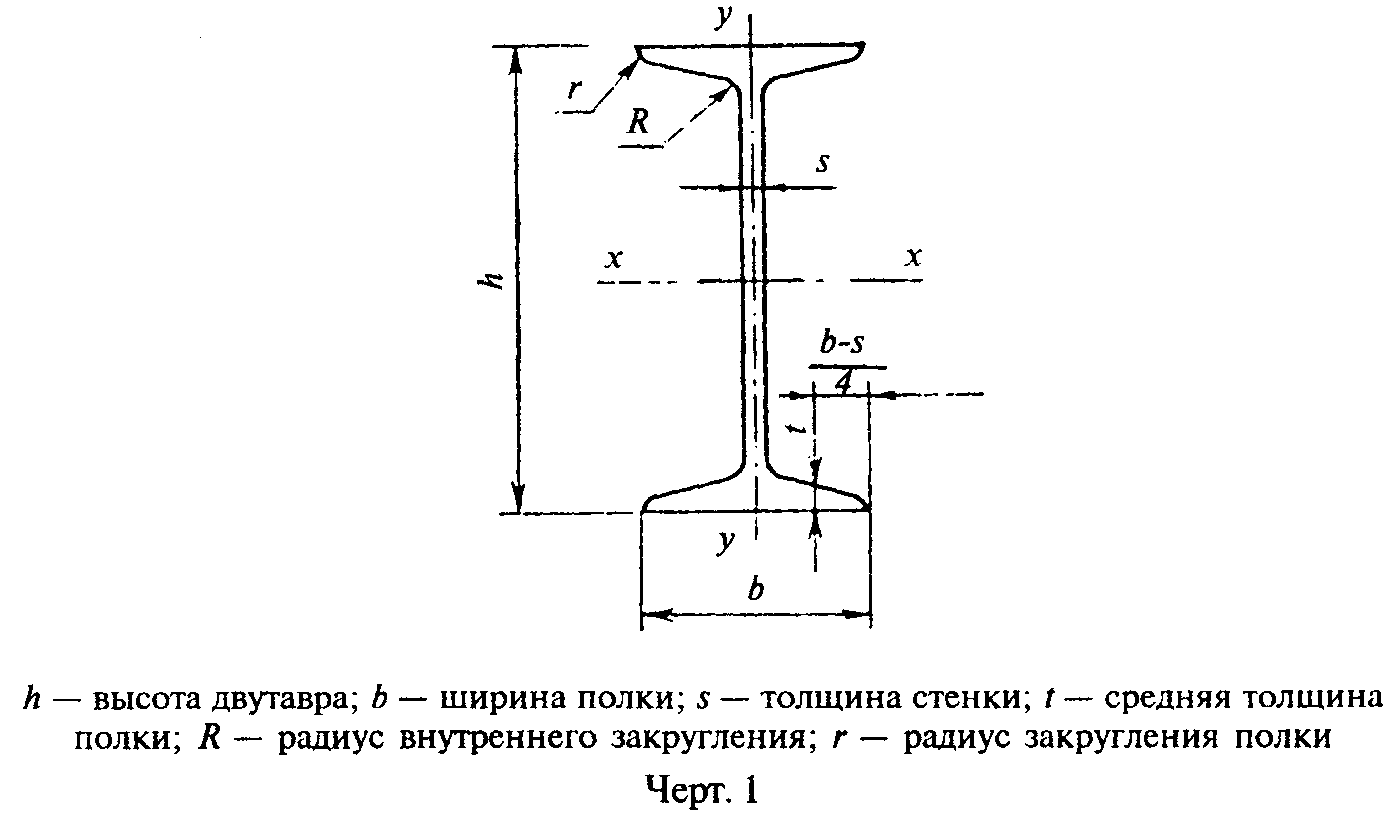 y
r
R
s
x
x
h
b-s
4
t
y
b
h — высота двутавра; b — ширина полки; s — толщина стенки; t — средняя толщина
полки; R — радиус внутреннего закругления; r — радиус закругления полки
Черт. 1